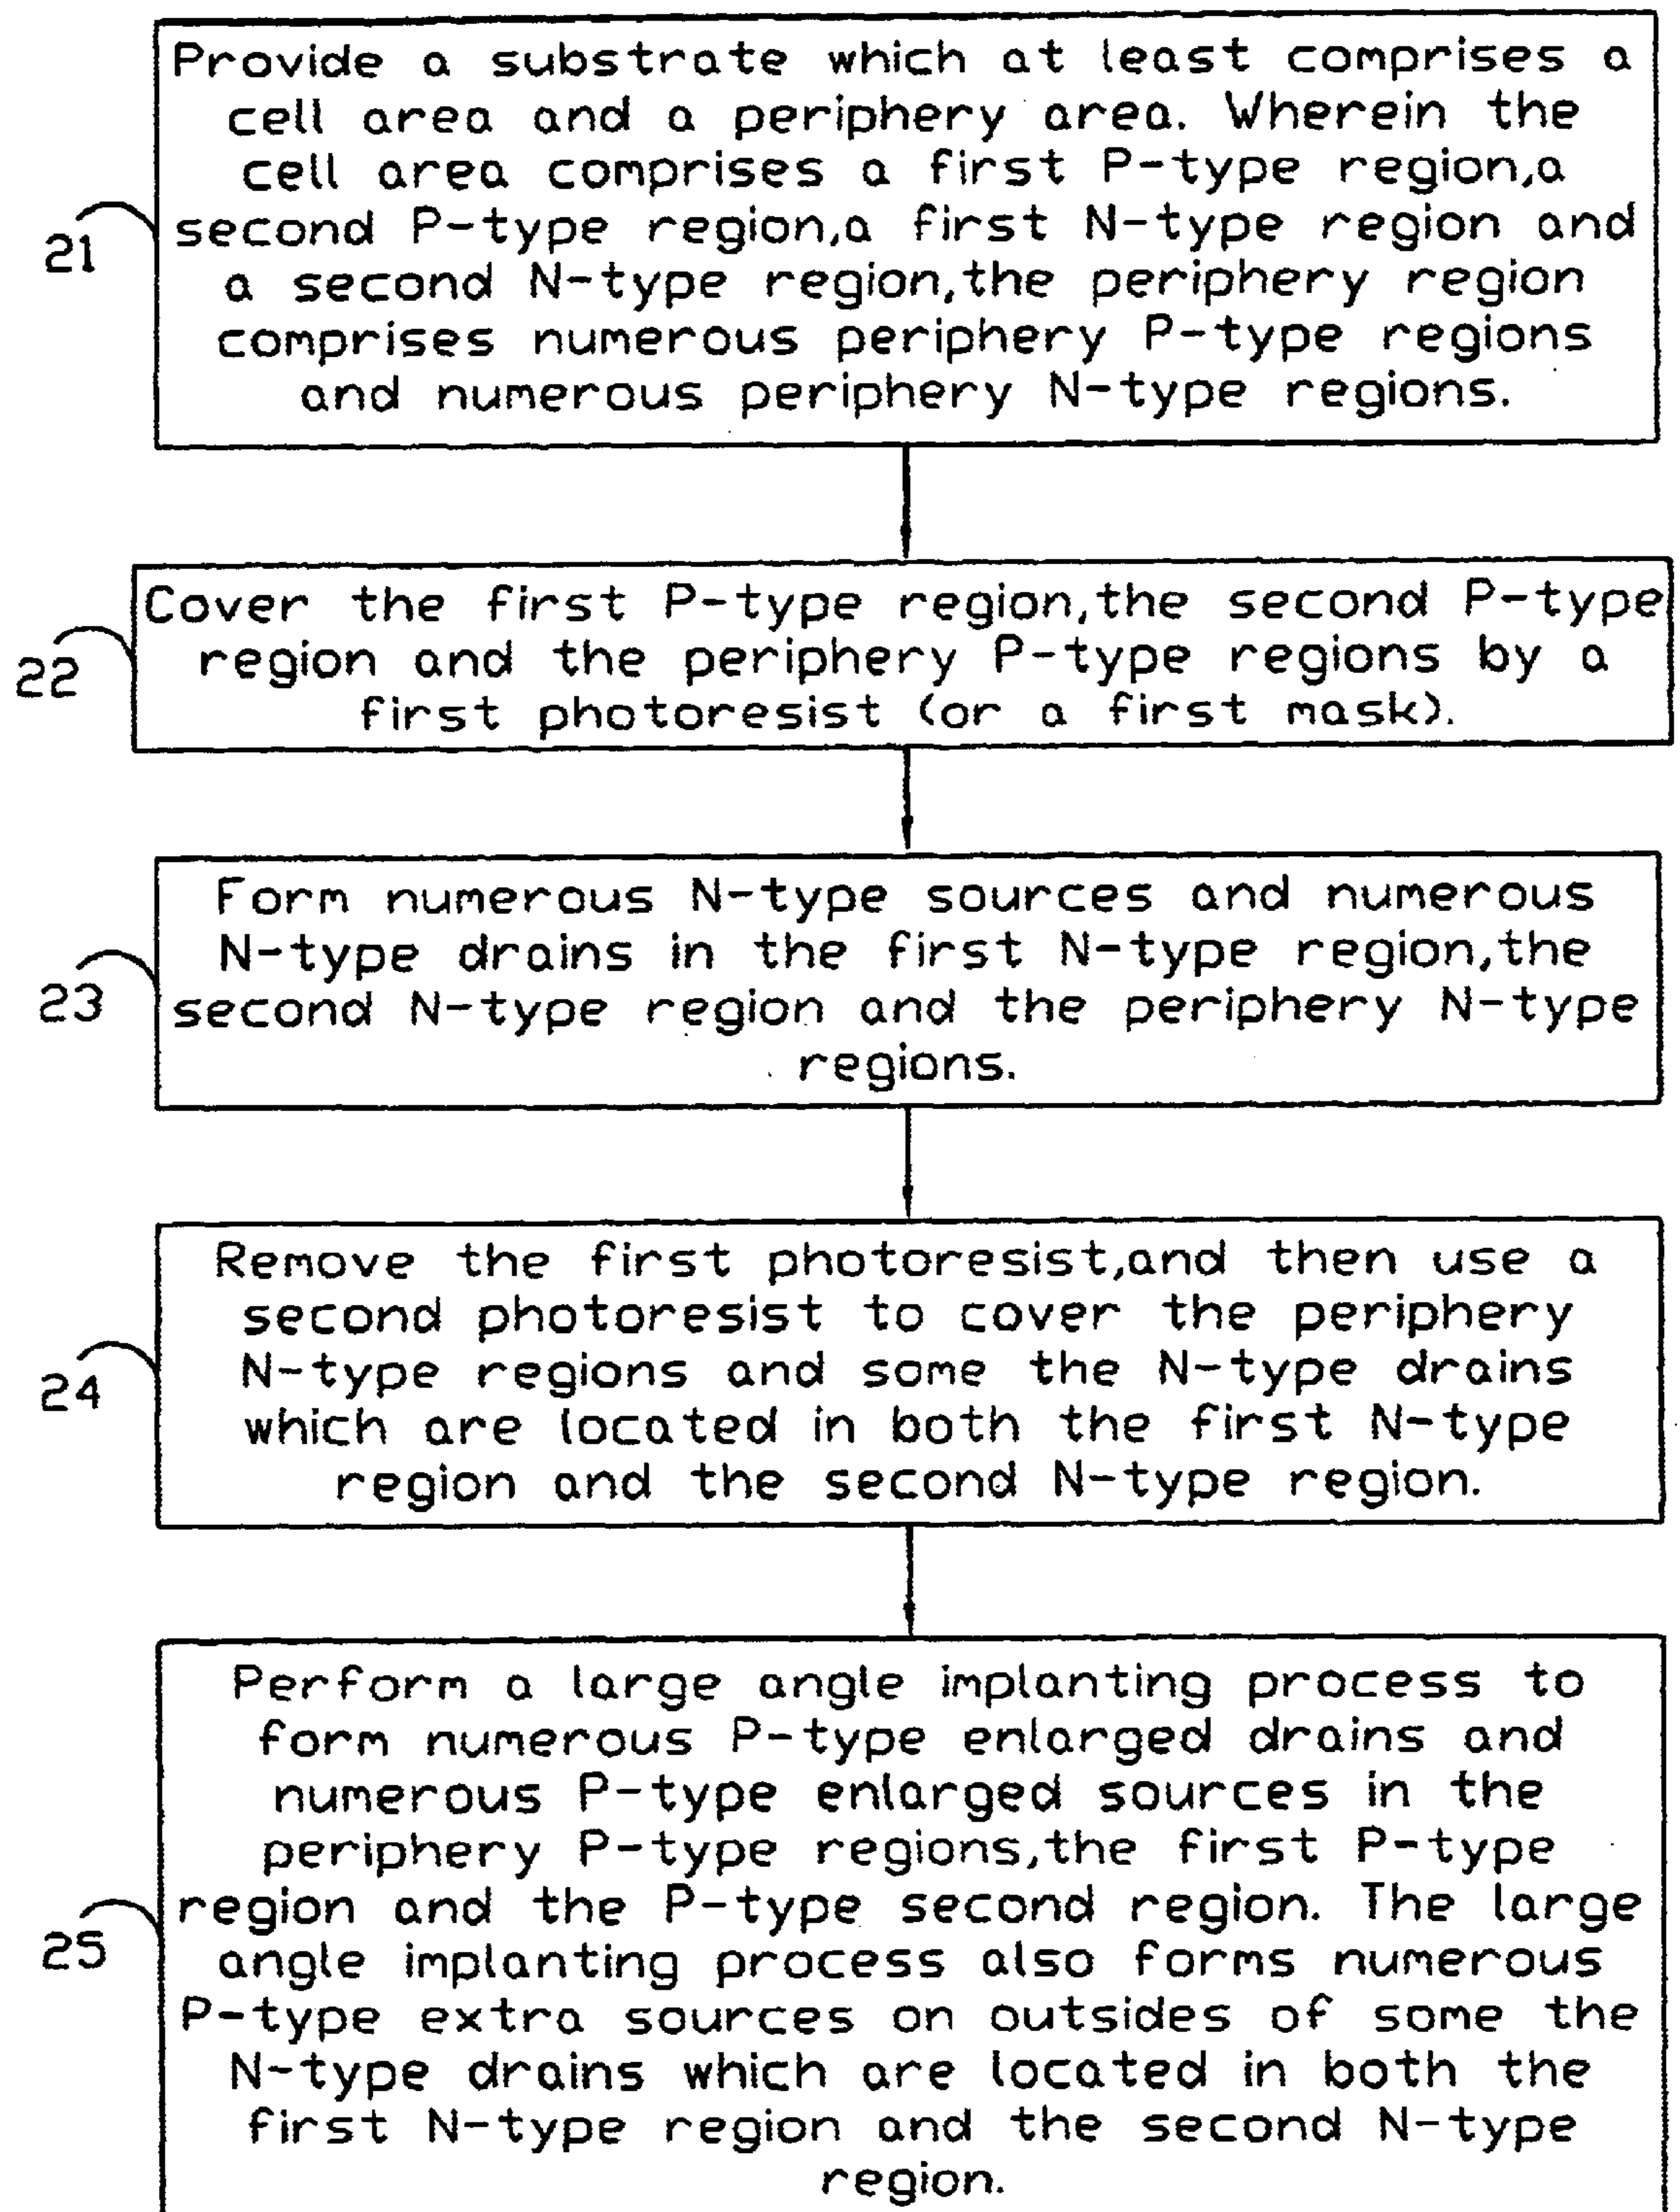 Provide a substrate which at least comprises a
cell area and a periphery area. Wherein the
cell area comprises a first P-type region,a
second P-type region,a first N-type region and
a second N-type region,the periphery region
comprises numerous periphery P-type regions
and numerous periphery N-type regions.
21
Cover the first P-type region,the second P-type
region and the periphery P-type regions by a
first photoresist (or a first mask).
22
Form numerous N-type sources and numerous
N-type drains in the first N-type region,the
second N-type region and the periphery N-type
regions.
23
Remove the first photoresist,and then use a
second photoresist to cover the periphery
N-type regions and some the N-type drains
which are located in both the first N-type
region and the second N-type region.
24
Perform a large angle implanting process to
form numerous P-type enlarged drains and
numerous P-type enlarged sources in the
periphery P-type regions,the first P-type
region and the P-type second region. The large
angle implanting process also forms numerous
P-type extra sources on outsides of some the
N-type drains which are located in both the
first N-type region and the second N-type
region.
25